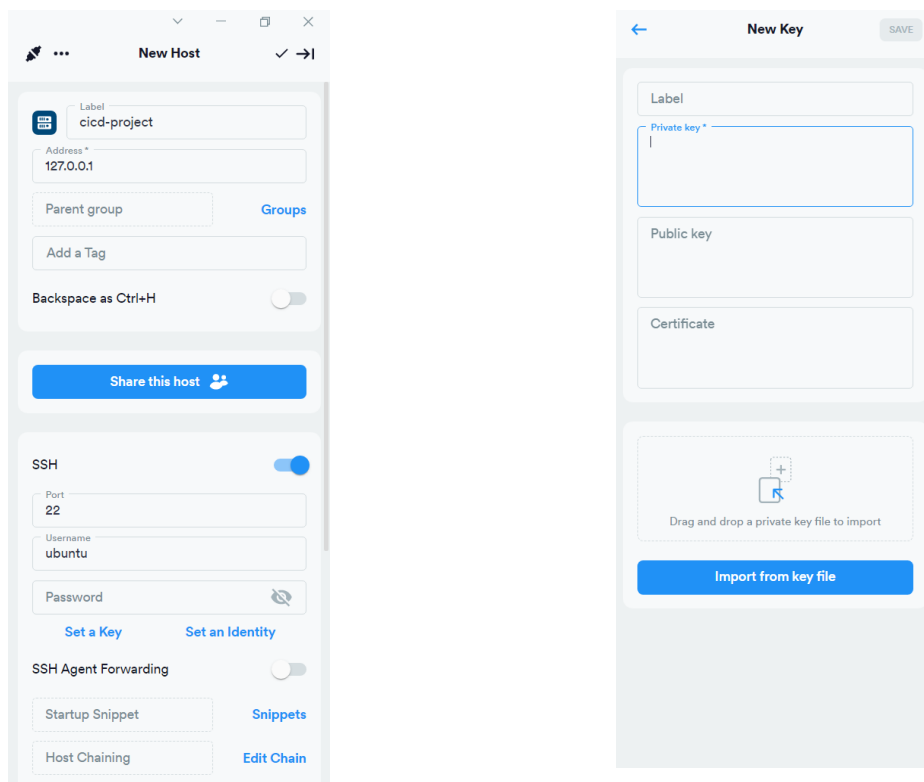 New Host
Label
cicd-project
Address *
127.0.0.1
Parent group
Groups
Add a Tag
Backspace as Ctrl+H
Share this host
SSH
Port
22
Username
ubuntu
Password
Set a Key
Set an Identity
SSH Agent Forwarding
Startup Snippet
Snippets
Host Chaining
Edit Chain
New Key
SAVE
Label
Private key *
Public key
Certificate
Drag and drop a private key file to import
Import from key file